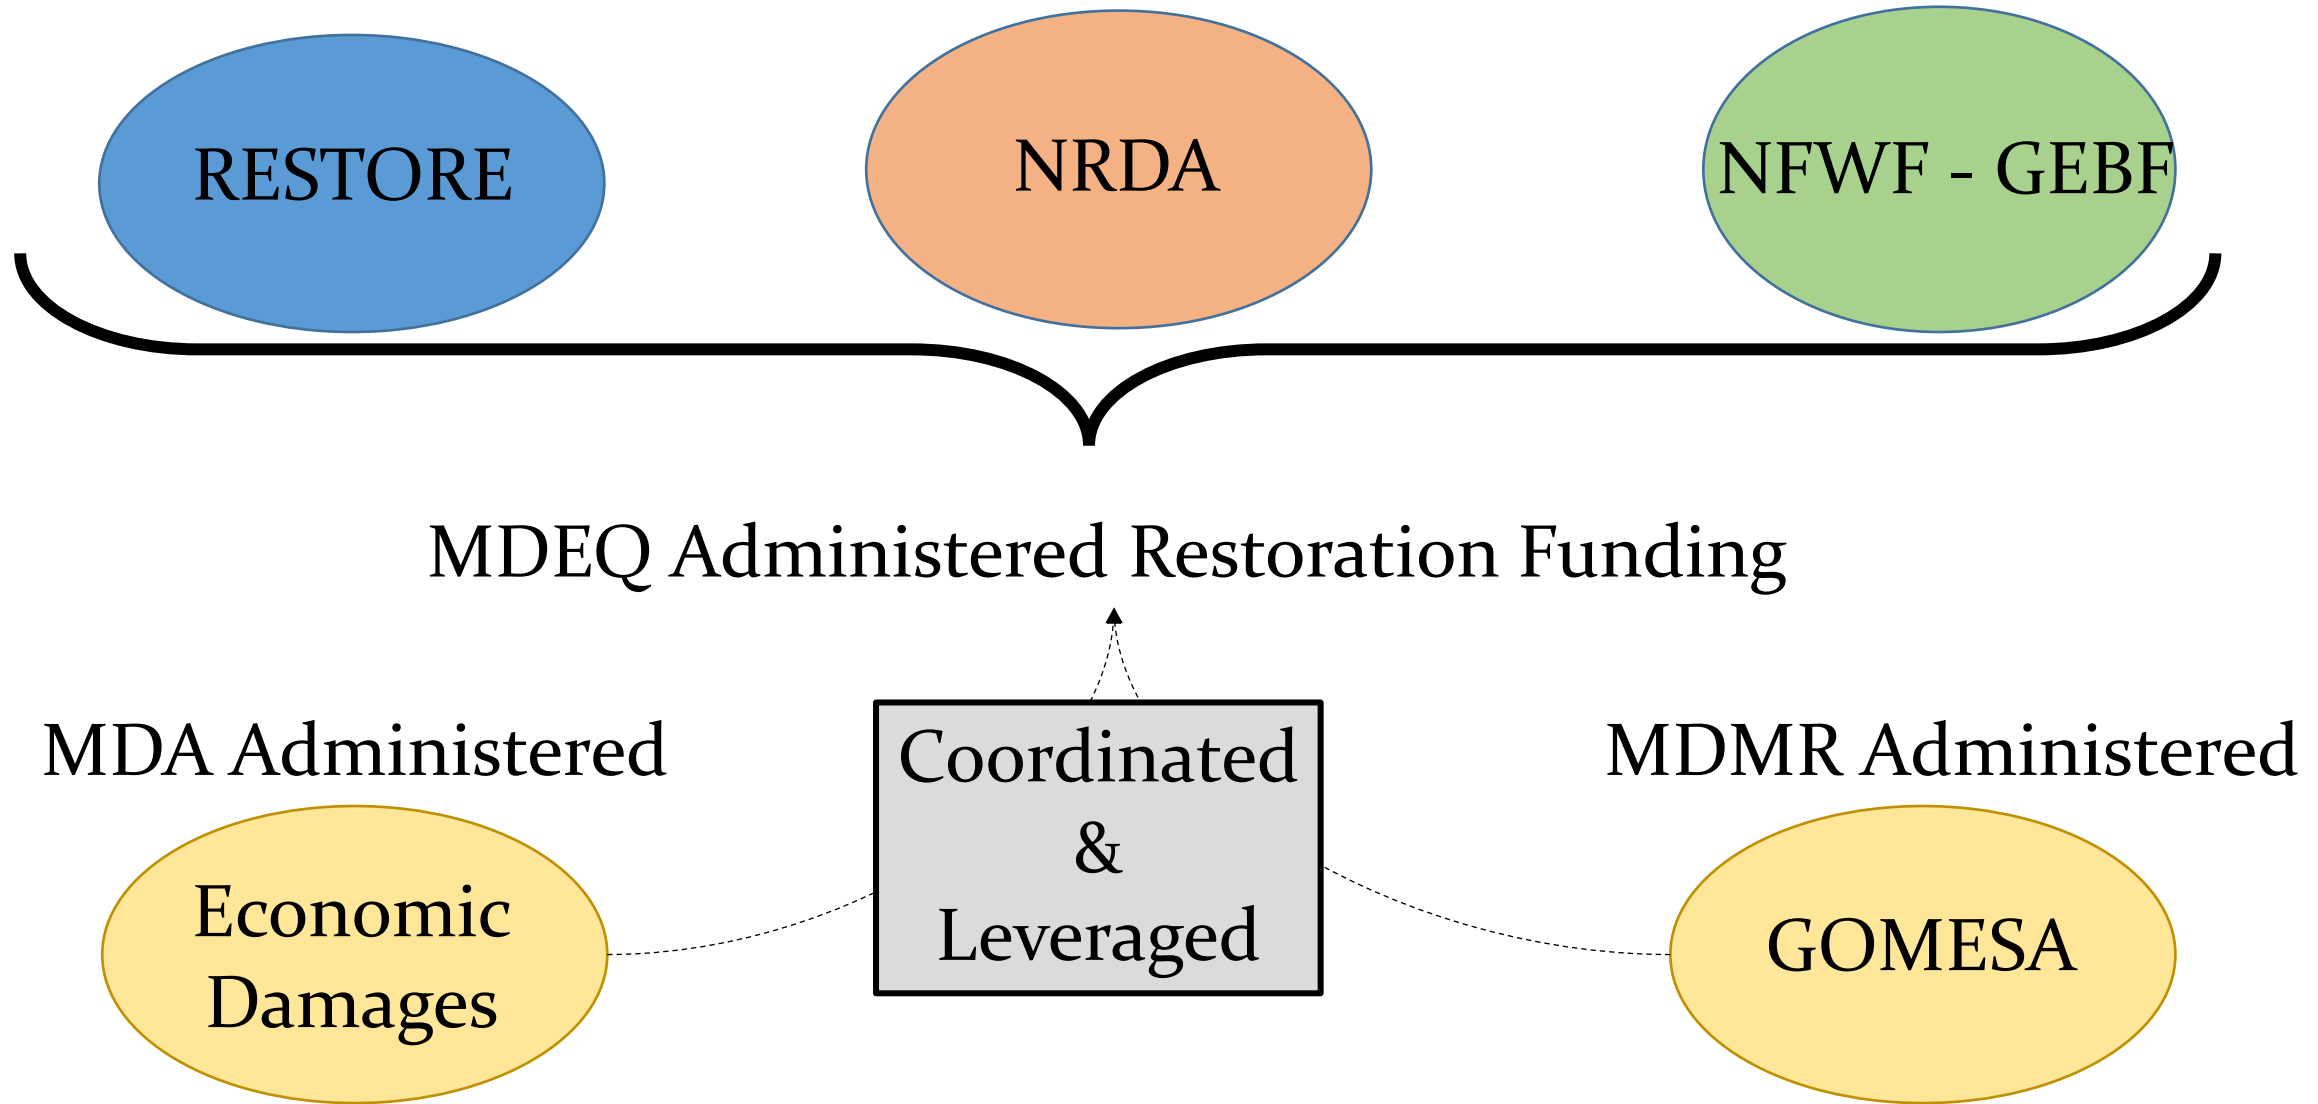 RESTORE
NRDA
NFWF - GEBF
MDEQ Administered Restoration Funding
MDA Administered
Coordinated
&
Leveraged
MDMR Administered
Economic
Damages
GOMESA